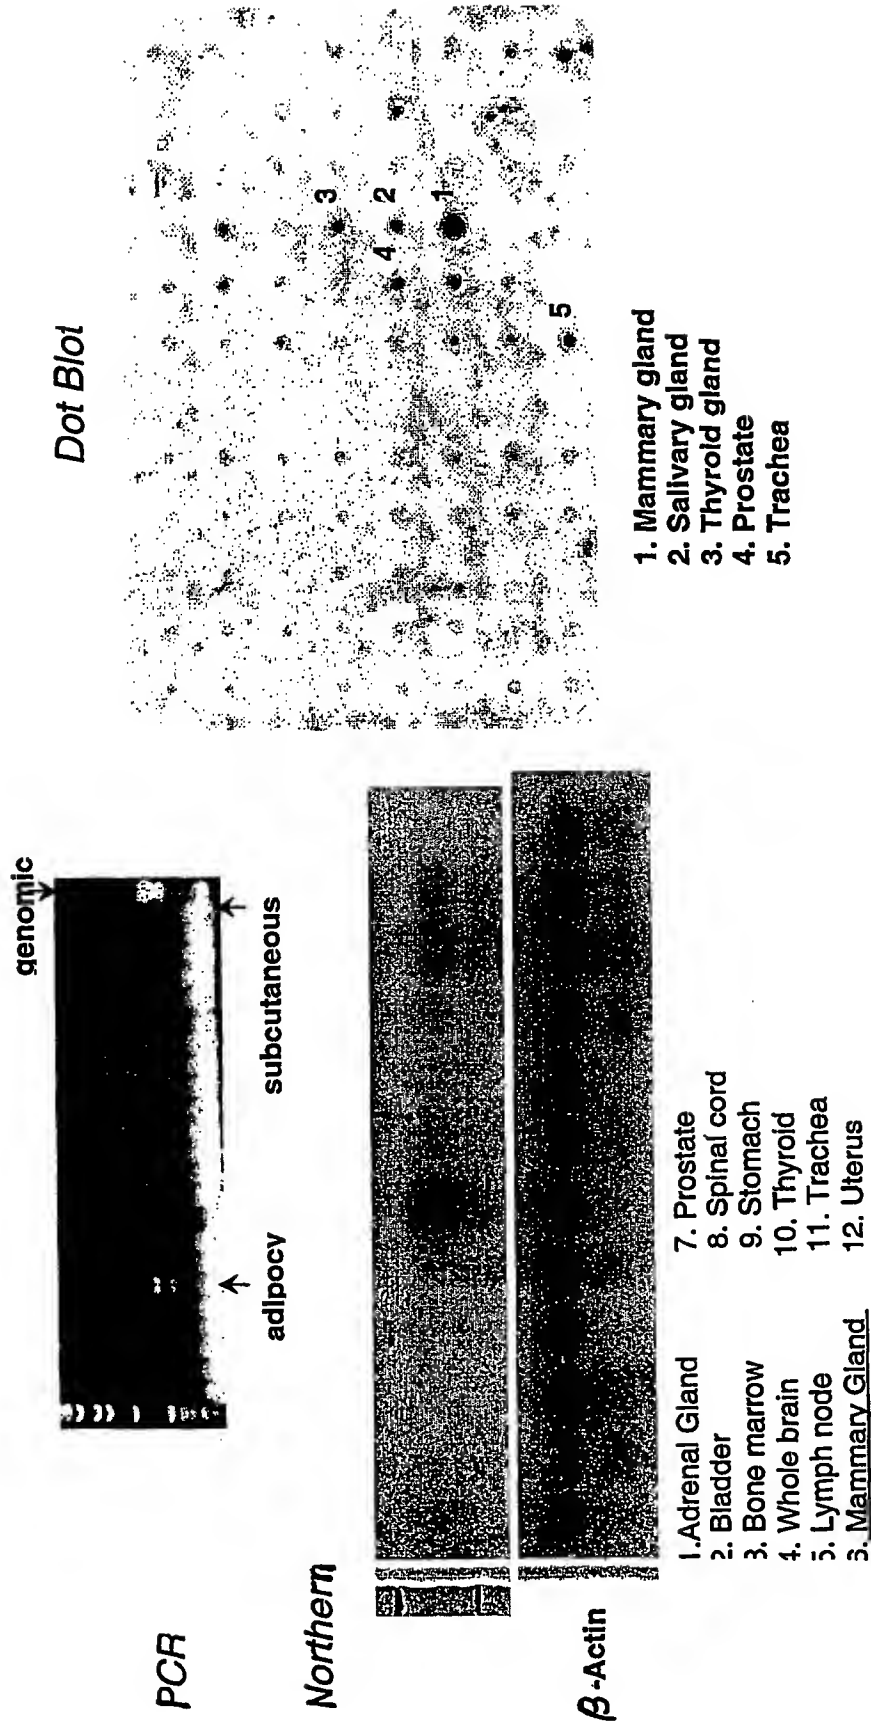 PCR
genomic
adipocy
subcutaneous
Northern
β-Actin
1.Adrenal Gland
2. Bladder
3. Bone marrow
4. Whole brain
5. Lymph node
6. Mammary Gland
7. Prostate
8. Spinal cord
9. Stomach
10. Thyroid
11. Trachea
12. Uterus
Dot Blot
3
4
2
1
5
1. Mammary gland
2. Salivary gland
3. Thyroid gland
4. Prostate
5. Trachea